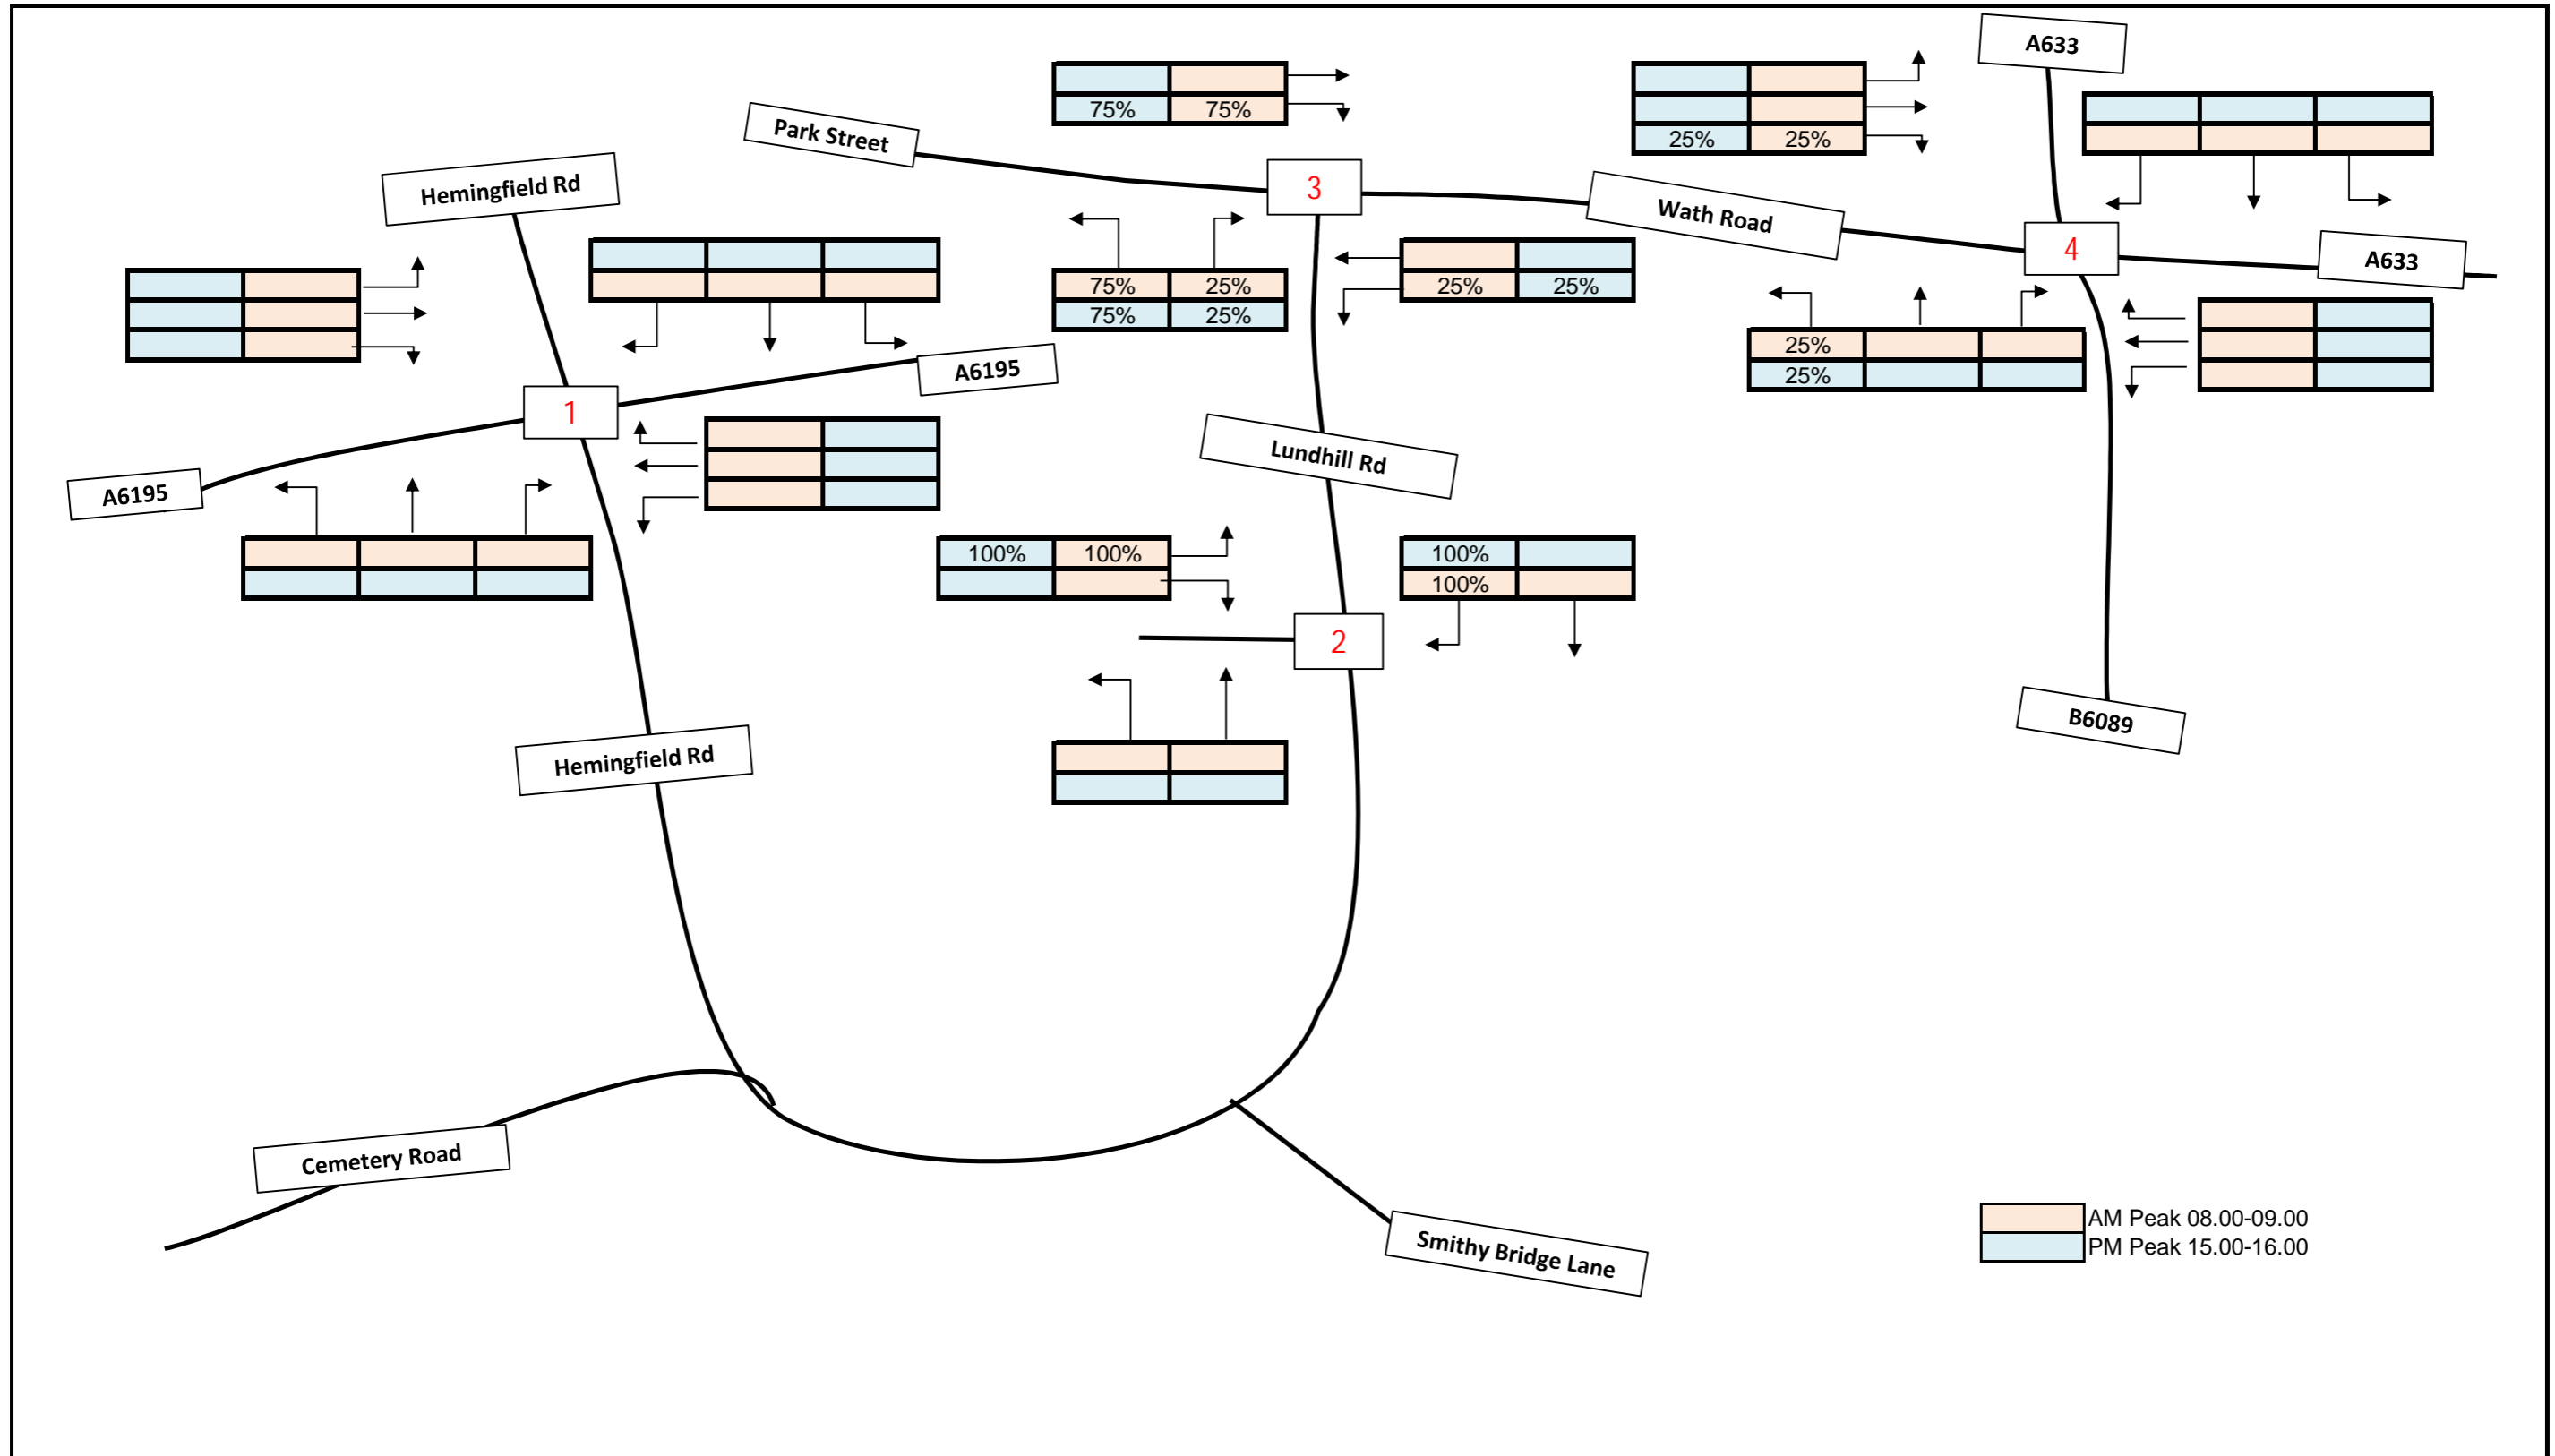 A633
75% 75%
25% 25%
Park Street
Hemingfield Rd
3
Wath Road
4
A633
75% 25%
75% 25%
25% 25%
25%
25%
A6195
1
Lundhill Rd
A6195
100% 100%
100%
100%
2
B6089
Hemingfield Rd
Cemetery Road
Smithy Bridge Lane
AM Peak 08.00-09.00
PM Peak 15.00-16.00